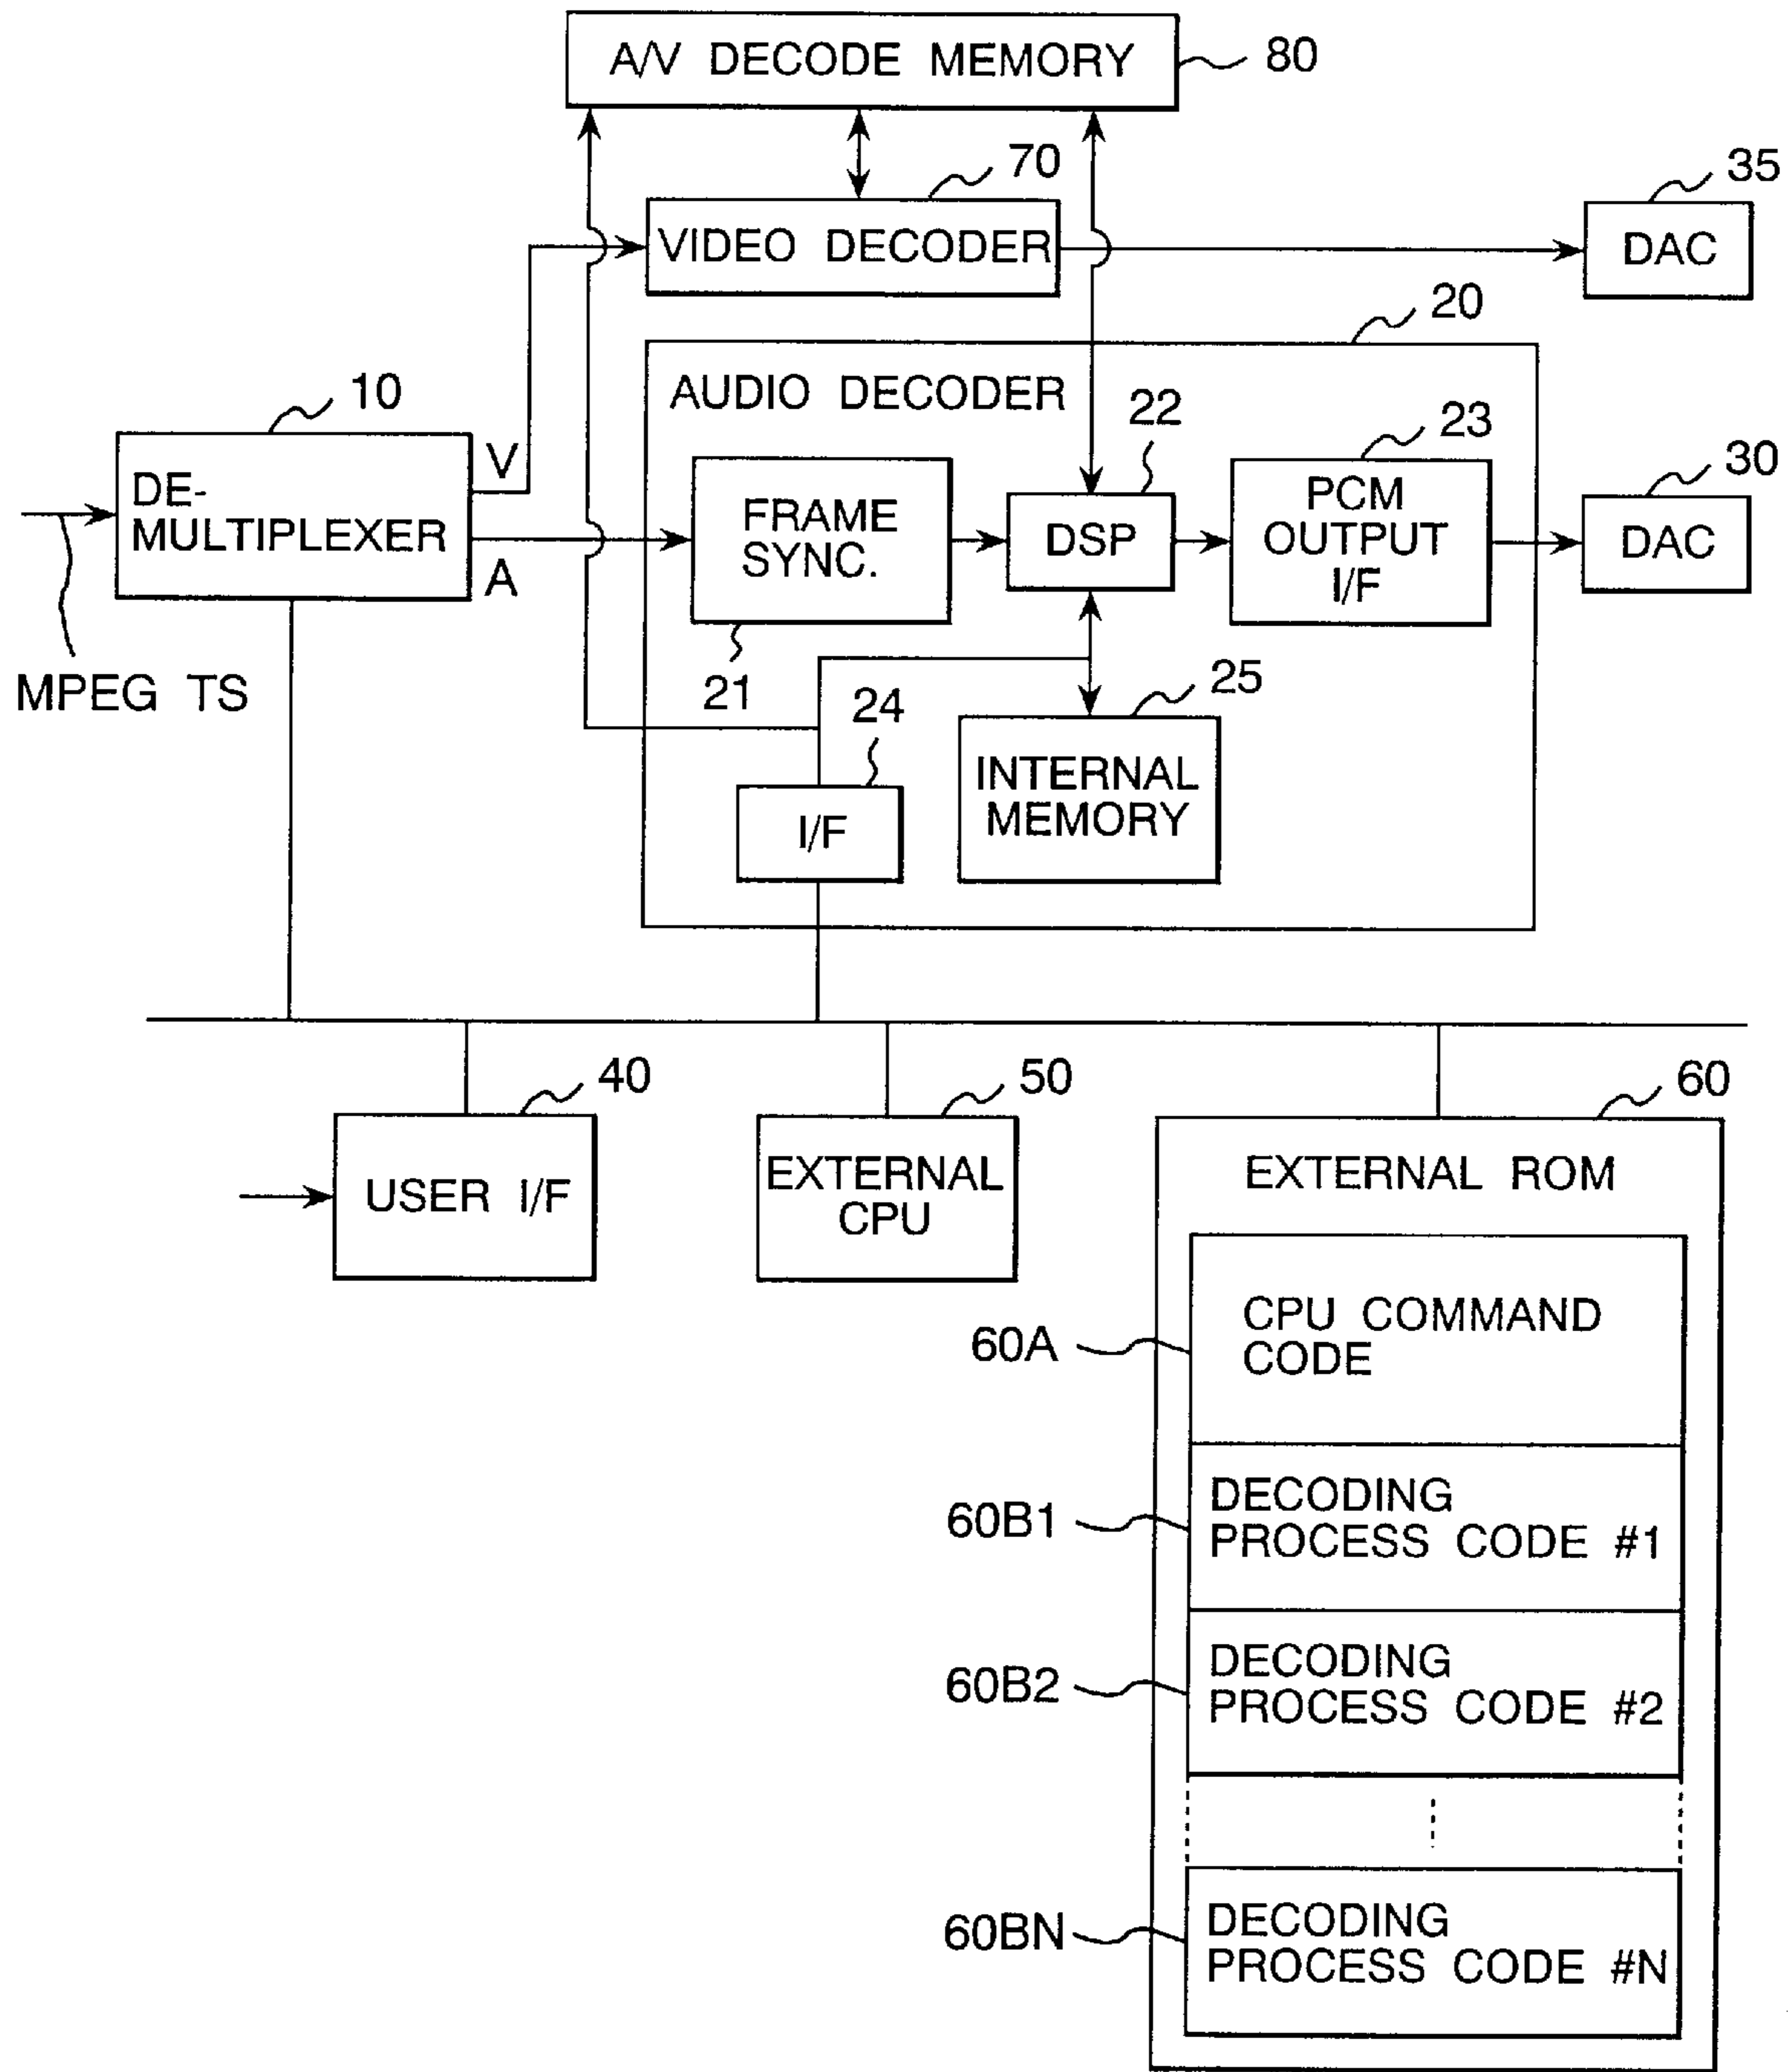 A/V DECODE MEMORY
80
70
VIDEO DECODER
35
DAC
20
AUDIO DECODER
10
DE-
MULTIPLEXER
V
A
MPEG TS
FRAME
SYNC.
21
22
DSP
23
PCM
OUTPUT
I/F
30
DAC
24
I/F
25
INTERNAL
MEMORY
40
USER I/F
50
EXTERNAL
CPU
60
EXTERNAL ROM
60A
CPU COMMAND
CODE
60B1
DECODING
PROCESS CODE #1
60B2
DECODING
PROCESS CODE #2
60BN
DECODING
PROCESS CODE #N